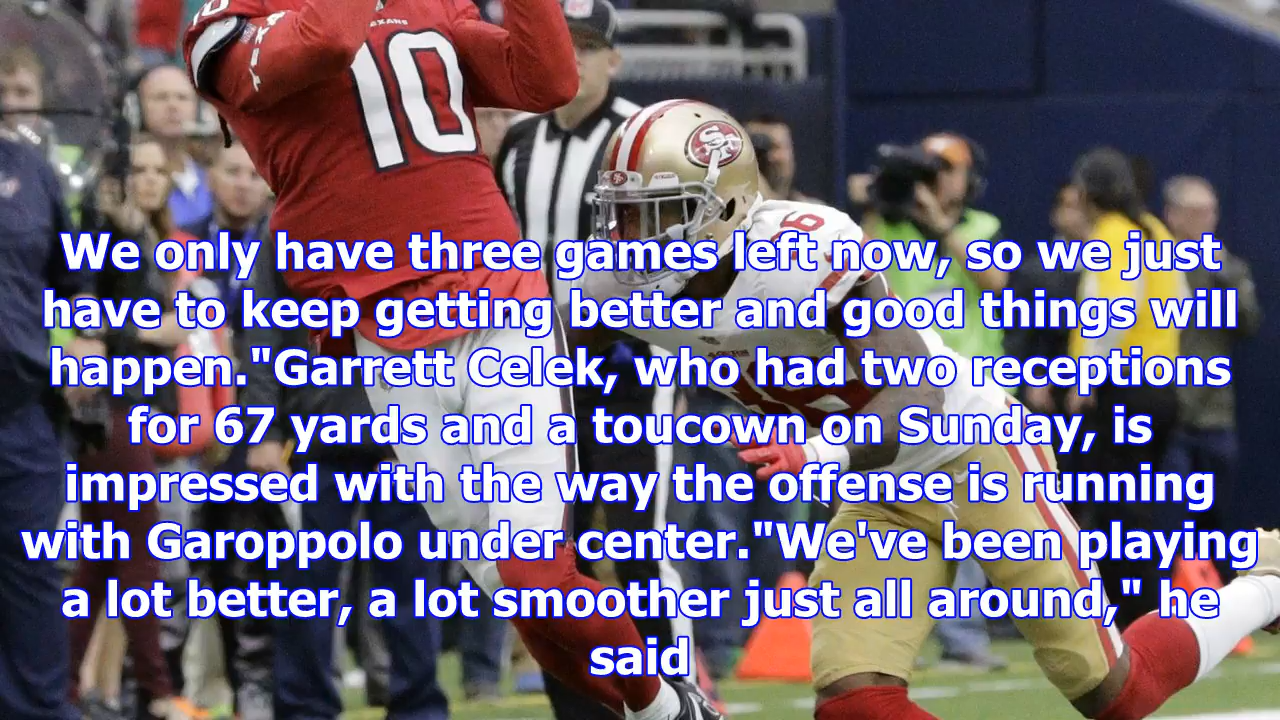 TEXANS
10
SF
We only have three games left now, so we just
have to keep getting better and good things will
happen."Garrett Celek, who had two receptions
for 67 yards and a toucown on Sunday, is
impressed with the way the offense is running
with Garoppolo under center."We've been playing
a lot better, a lot smoother just all around," he
said